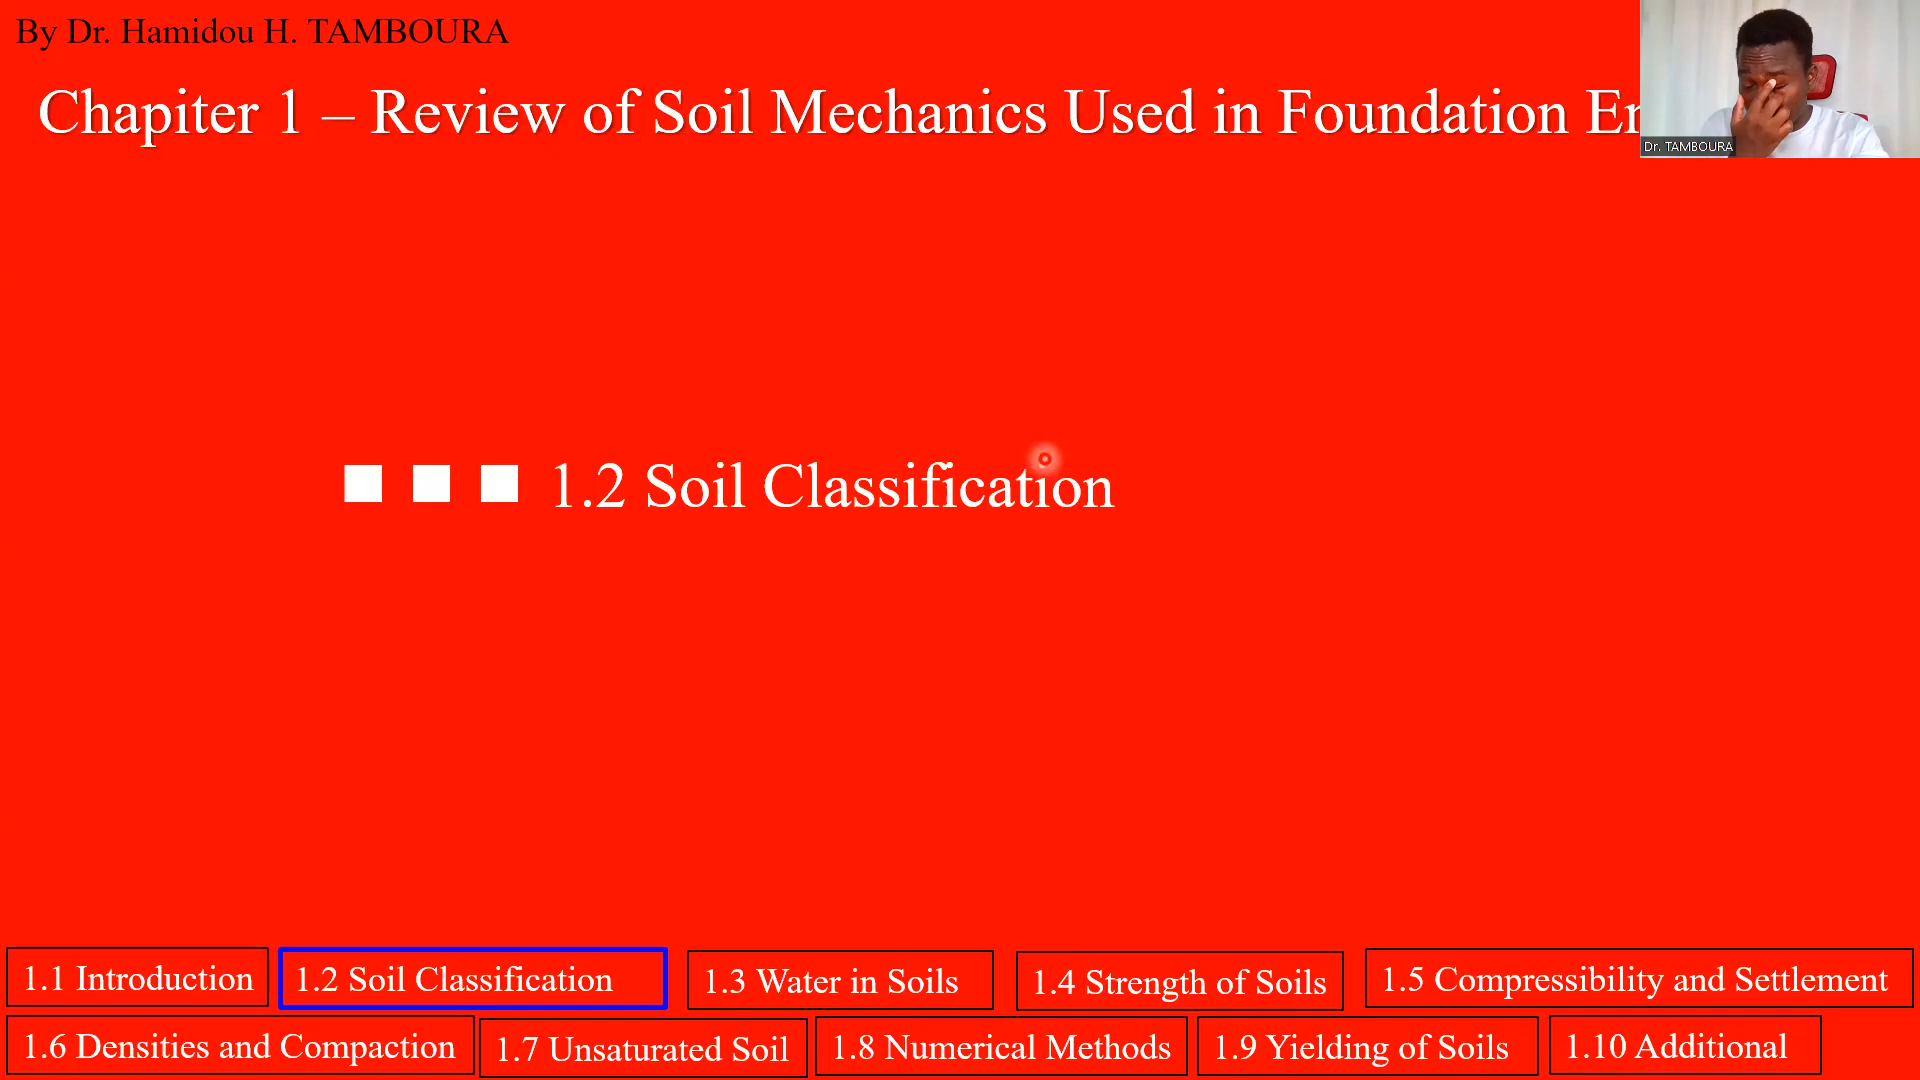 By Dr. Hamidou H. TAMBOURA
Chapiter 1 – Review of Soil Mechanics Used in Foundation
Dr. TAMBOURA
1.2 Soil Classification
1.1 Introduction
1.2 Soil Classification
1.3 Water in Soils
1.4 Strength of Soils
1.5 Compressibility and Settlement
1.6 Densities and Compaction
1.7 Unsaturated Soil
1.8 Numerical Methods
1.9 Yielding of Soils
1.10 Additional